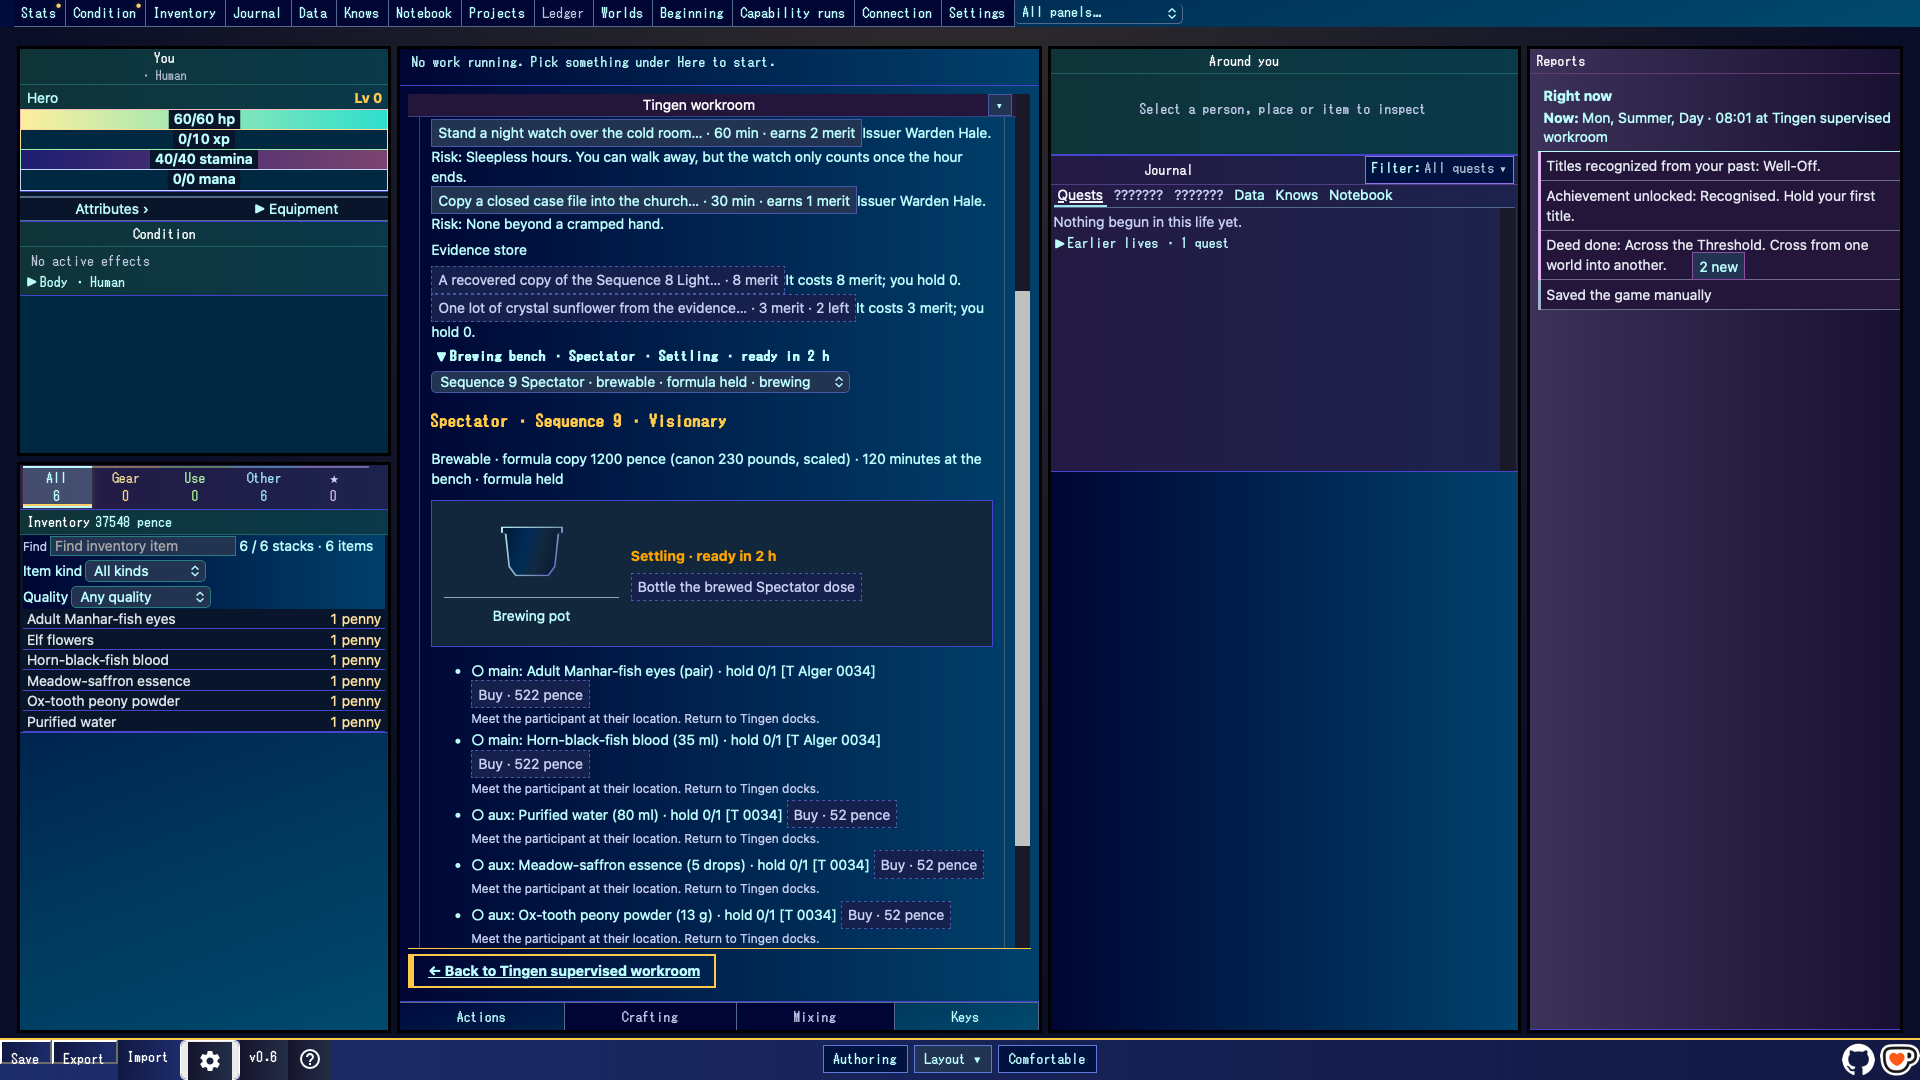 Stats Condition Inventory Journal Data Knows Notebook Projects Ledger Worlds Beginning Capability runs Connection Settings All panels…
You
· Human
Hero Lv 0
60/60 hp
0/10 xp
40/40 stamina
0/0 mana
Attributes › ▶ Equipment
Condition
No active effects
▶Body · Human
All Gear Use Other ★
6 0 0 6 0
Inventory 37548 pence
Find Find inventory item 6 / 6 stacks · 6 items
Item kind All kinds
Quality Any quality
Adult Manhar-fish eyes 1 penny
Elf flowers 1 penny
Horn-black-fish blood 1 penny
Meadow-saffron essence 1 penny
Ox-tooth peony powder 1 penny
Purified water 1 penny
No work running. Pick something under Here to start.
Tingen workroom ▾
Stand a night watch over the cold room… · 60 min · earns 2 merit Issuer Warden Hale.
Risk: Sleepless hours. You can walk away, but the watch only counts once the hour
ends.
Copy a closed case file into the church… · 30 min · earns 1 merit Issuer Warden Hale.
Risk: None beyond a cramped hand.
Evidence store
A recovered copy of the Sequence 8 Light… · 8 merit It costs 8 merit; you hold 0.
One lot of crystal sunflower from the evidence… · 3 merit · 2 left It costs 3 merit; you
hold 0.
▼Brewing bench · Spectator · Settling · ready in 2 h
Sequence 9 Spectator · brewable · formula held · brewing
Spectator · Sequence 9 · Visionary
Brewable · formula copy 1200 pence (canon 230 pounds, scaled) · 120 minutes at the
bench · formula held
Settling · ready in 2 h
Bottle the brewed Spectator dose
Brewing pot
• O main: Adult Manhar-fish eyes (pair) · hold 0/1 [T Alger 0034]
Buy · 522 pence
Meet the participant at their location. Return to Tingen docks.
• O main: Horn-black-fish blood (35 ml) · hold 0/1 [T Alger 0034]
Buy · 522 pence
Meet the participant at their location. Return to Tingen docks.
• O aux: Purified water (80 ml) · hold 0/1 [T 0034] Buy · 52 pence
Meet the participant at their location. Return to Tingen docks.
• O aux: Meadow-saffron essence (5 drops) · hold 0/1 [T 0034] Buy · 52 pence
Meet the participant at their location. Return to Tingen docks.
• O aux: Ox-tooth peony powder (13 g) · hold 0/1 [T 0034] Buy · 52 pence
Meet the participant at their location. Return to Tingen docks.
← Back to Tingen supervised workroom
Actions Crafting Mixing Keys
Around you
Select a person, place or item to inspect
Journal Filter: All quests ▾
Quests ??????? ??????? Data Knows Notebook
Nothing begun in this life yet.
▶Earlier lives · 1 quest
Reports
Right now
Now: Mon, Summer, Day · 08:01 at Tingen supervised
workroom
Titles recognized from your past: Well-Off.
Achievement unlocked: Recognised. Hold your first
title.
Deed done: Across the Threshold. Cross from one
world into another.
2 new
Saved the game manually
Save Export Import v0.6 ? Authoring Layout ▾ Comfortable